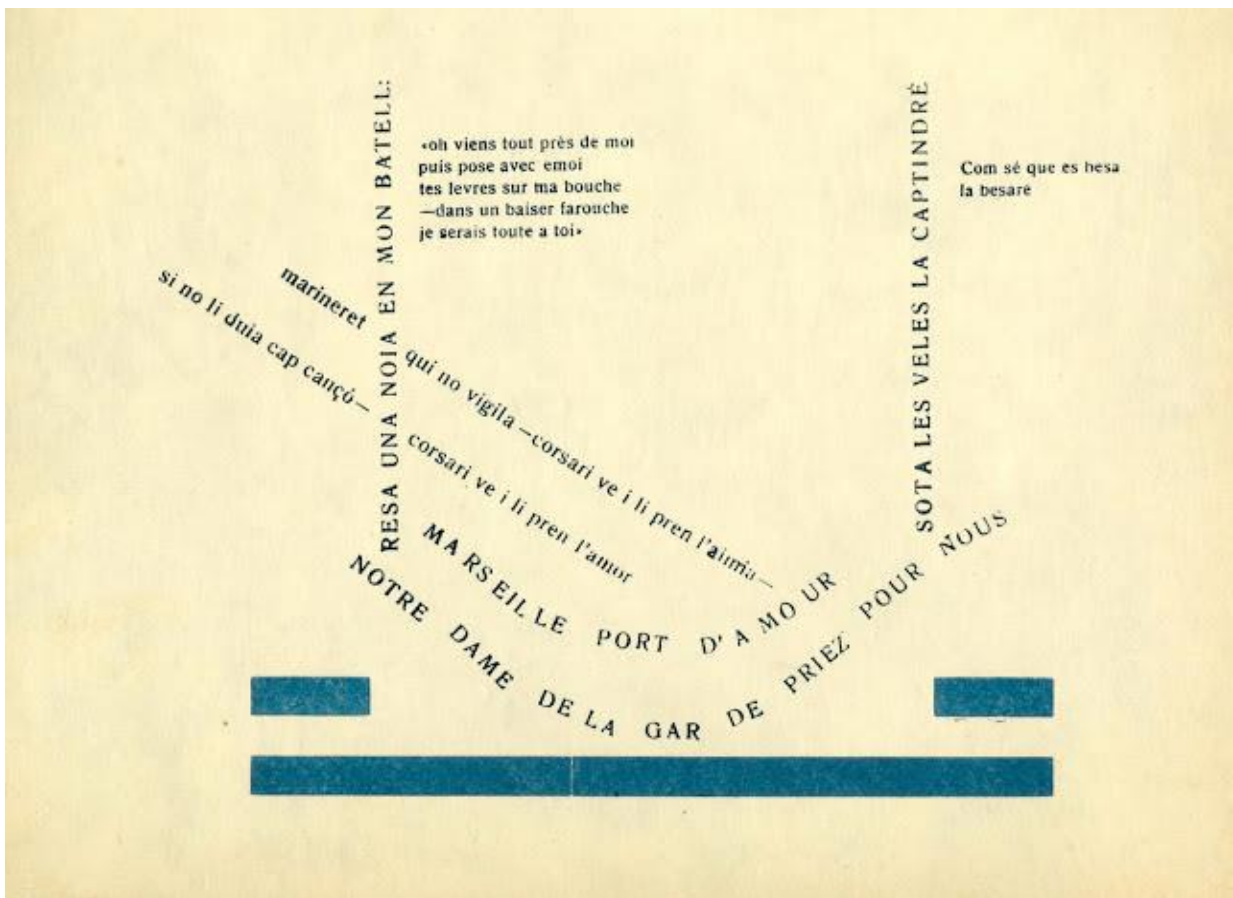 RESA UNA NOIA EN MON BATELL:
«oh viens tout près de moi
puis pose avec emoi
tes levres sur ma bouche
—dans un baiser farouche
je serais toute a toi»
SOTA LES VELES LA CAPTINDRÉ
Com sé que es besa
la besaré
marineret qui no vigila—corsari ve i li pren l'aimia—
si no li duia cap cançó—corsari ve i li pren l'amor
MARSEILLE PORT D'AMOUR
NOTRE DAME DE LA GAR DE PRIEZ POUR NOUS